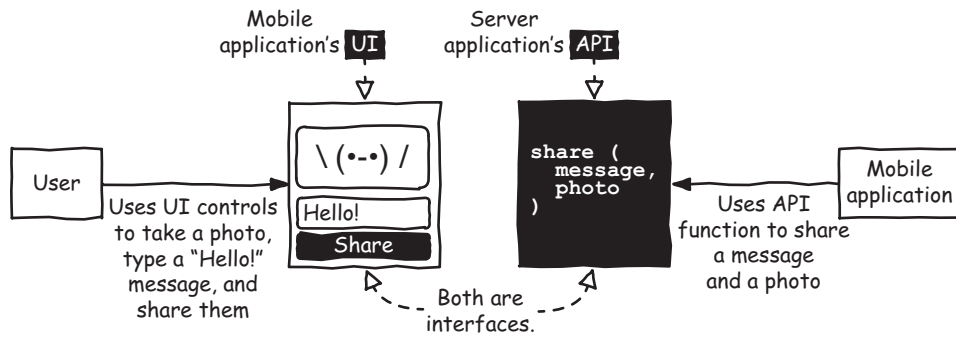 Mobile
application's UI
Server
application's API
\ (•-•) /
Hello!
Share
share (
message,
photo
)
User
Uses UI controls
to take a photo,
type a “Hello!”
message, and
share them
Mobile
application
Uses API
function to share
a message
and a photo
Both are
interfaces.